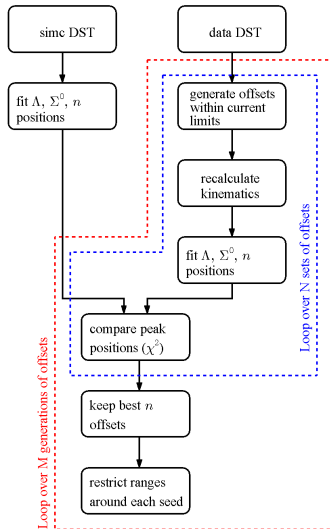 simc DST
data DST
fit Λ, Σ⁰, n
positions
generate offsets
within current
limits
recalculate
kinematics
fit Λ, Σ⁰, n
positions
compare peak
positions (χ²)
keep best n
offsets
restrict ranges
around each seed
Loop over N sets of offsets
Loop over M generations of offsets